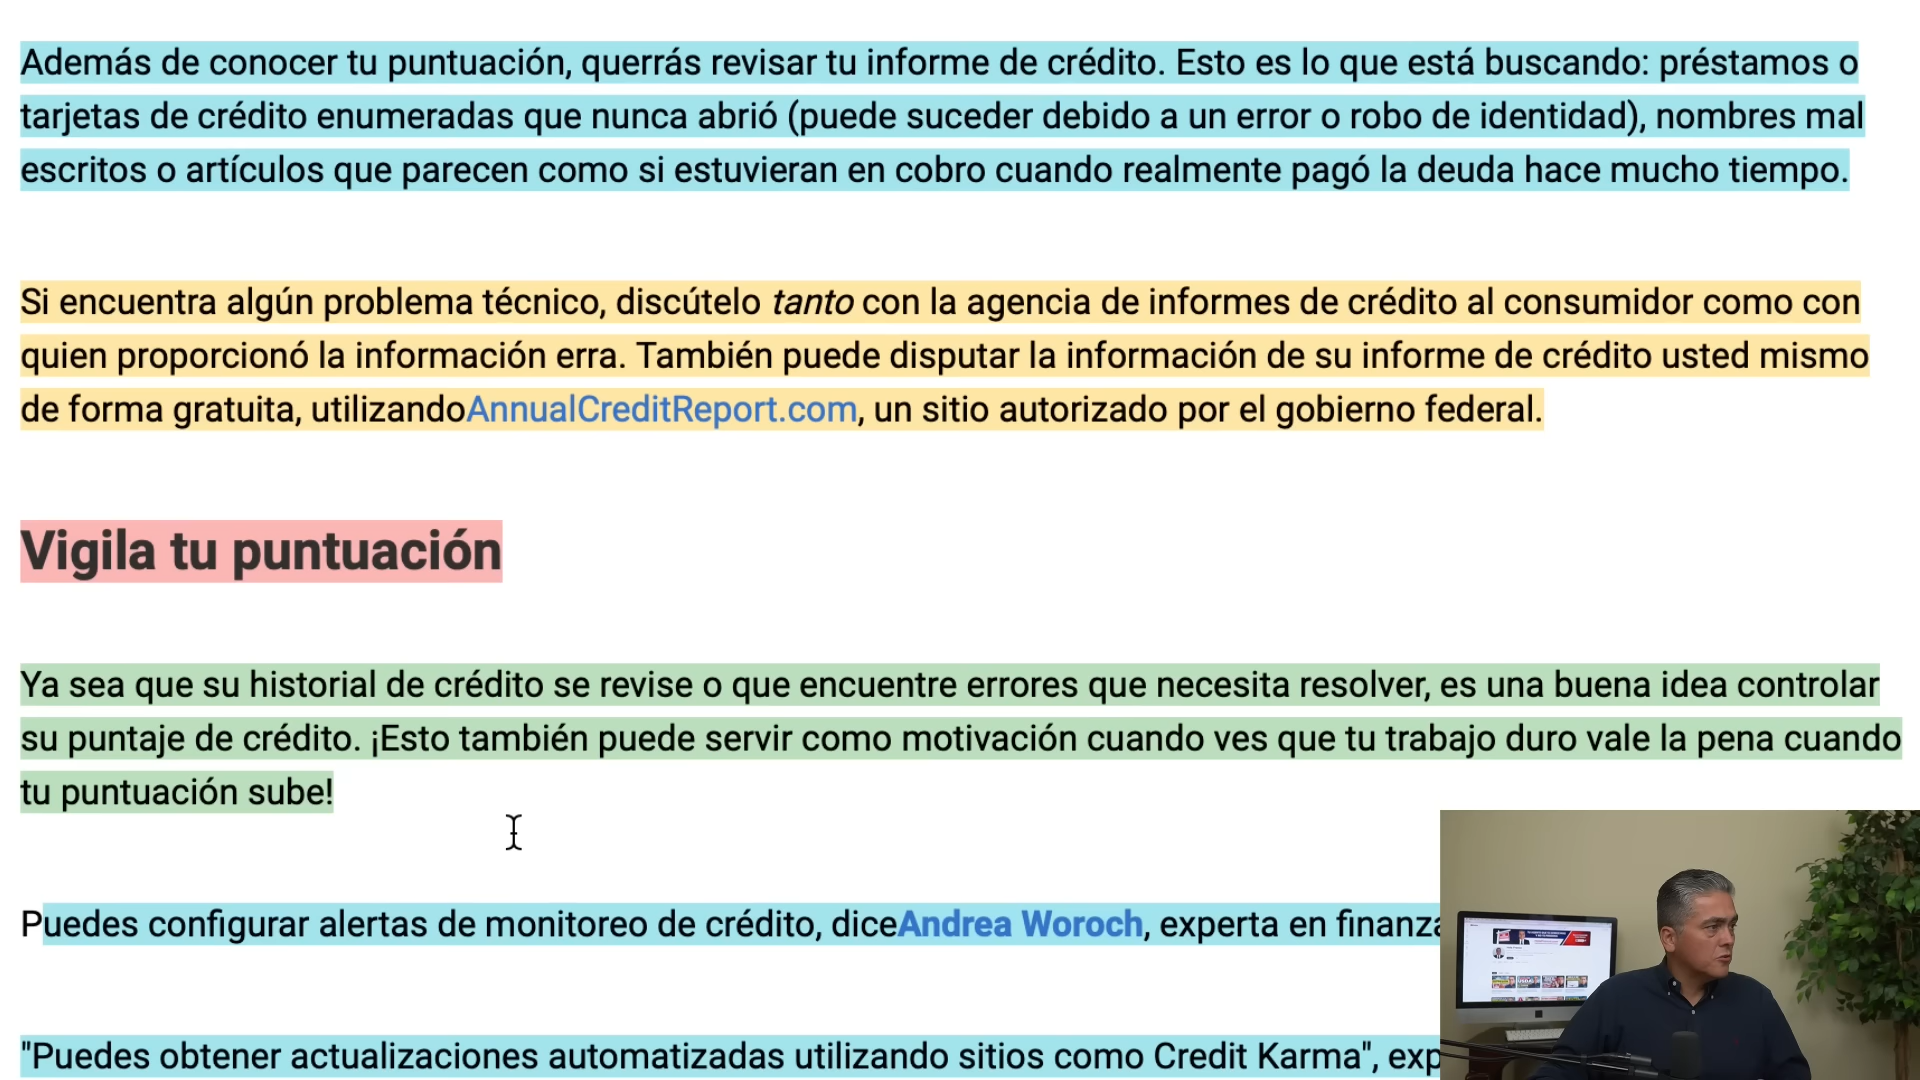 Además de conocer tu puntuación, querrás revisar tu informe de crédito. Esto es lo que está buscando: préstamos o
tarjetas de crédito enumeradas que nunca abrió (puede suceder debido a un error o robo de identidad), nombres mal
escritos o artículos que parecen como si estuvieran en cobro cuando realmente pagó la deuda hace mucho tiempo.
Si encuentra algún problema técnico, discútelo tanto con la agencia de informes de crédito al consumidor como con
quien proporcionó la información erra. También puede disputar la información de su informe de crédito usted mismo
de forma gratuita, utilizandoAnnualCreditReport.com, un sitio autorizado por el gobierno federal.
Vigila tu puntuación
Ya sea que su historial de crédito se revise o que encuentre errores que necesita resolver, es una buena idea controlar
su puntaje de crédito. ¡Esto también puede servir como motivación cuando ves que tu trabajo duro vale la pena cuando
tu puntuación sube!
Puedes configurar alertas de monitoreo de crédito, diceAndrea Woroch, experta en finanza
"Puedes obtener actualizaciones automatizadas utilizando sitios como Credit Karma", exp